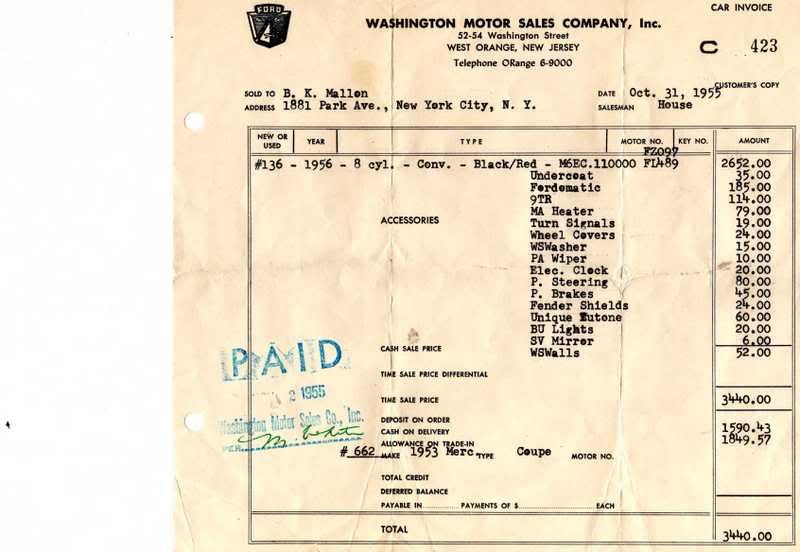 FORD
CAR INVOICE
WASHINGTON MOTOR SALES COMPANY, Inc.
52-54 Washington Street
WEST ORANGE, NEW JERSEY
Telephone ORange 6-9000
C 423
CUSTOMER'S COPY
SOLD TO B. K. Mallon DATE Oct. 31, 1955
ADDRESS 1881 Park Ave., New York City, N. Y. SALESMAN House
NEW OR USED YEAR TYPE MOTOR NO. KEY NO. AMOUNT
FZ097
#136 - 1956 - 8 cyl. - Conv. - Black/Red - M6EC.110000 FL489 2652.00
Undercoat 35.00
Fordomatic 185.00
9TR 114.00
MA Heater 79.00
ACCESSORIES Turn Signals 19.00
Wheel Covers 24.00
WSWasher 15.00
PA Wiper 10.00
Elec. Clock 20.00
P. Steering 80.00
P. Brakes 45.00
Fender Shields 24.00
Unique Tutone 60.00
BU Lights 20.00
SV Mirror 6.00
CASH SALE PRICE WSWalls 52.00
PAID
2 1955
Washington Motor Sales Co., Inc.
PER
TIME SALE PRICE DIFFERENTIAL
TIME SALE PRICE 3440.00
DEPOSIT ON ORDER
CASH ON DELIVERY 1590.43
ALLOWANCE ON TRADE-IN 1849.57
# 662 MAKE 1953 Merc. TYPE Coupe MOTOR NO.
TOTAL CREDIT
DEFERRED BALANCE
PAYABLE IN ............ PAYMENTS OF $ ............ EACH
TOTAL 3440.00